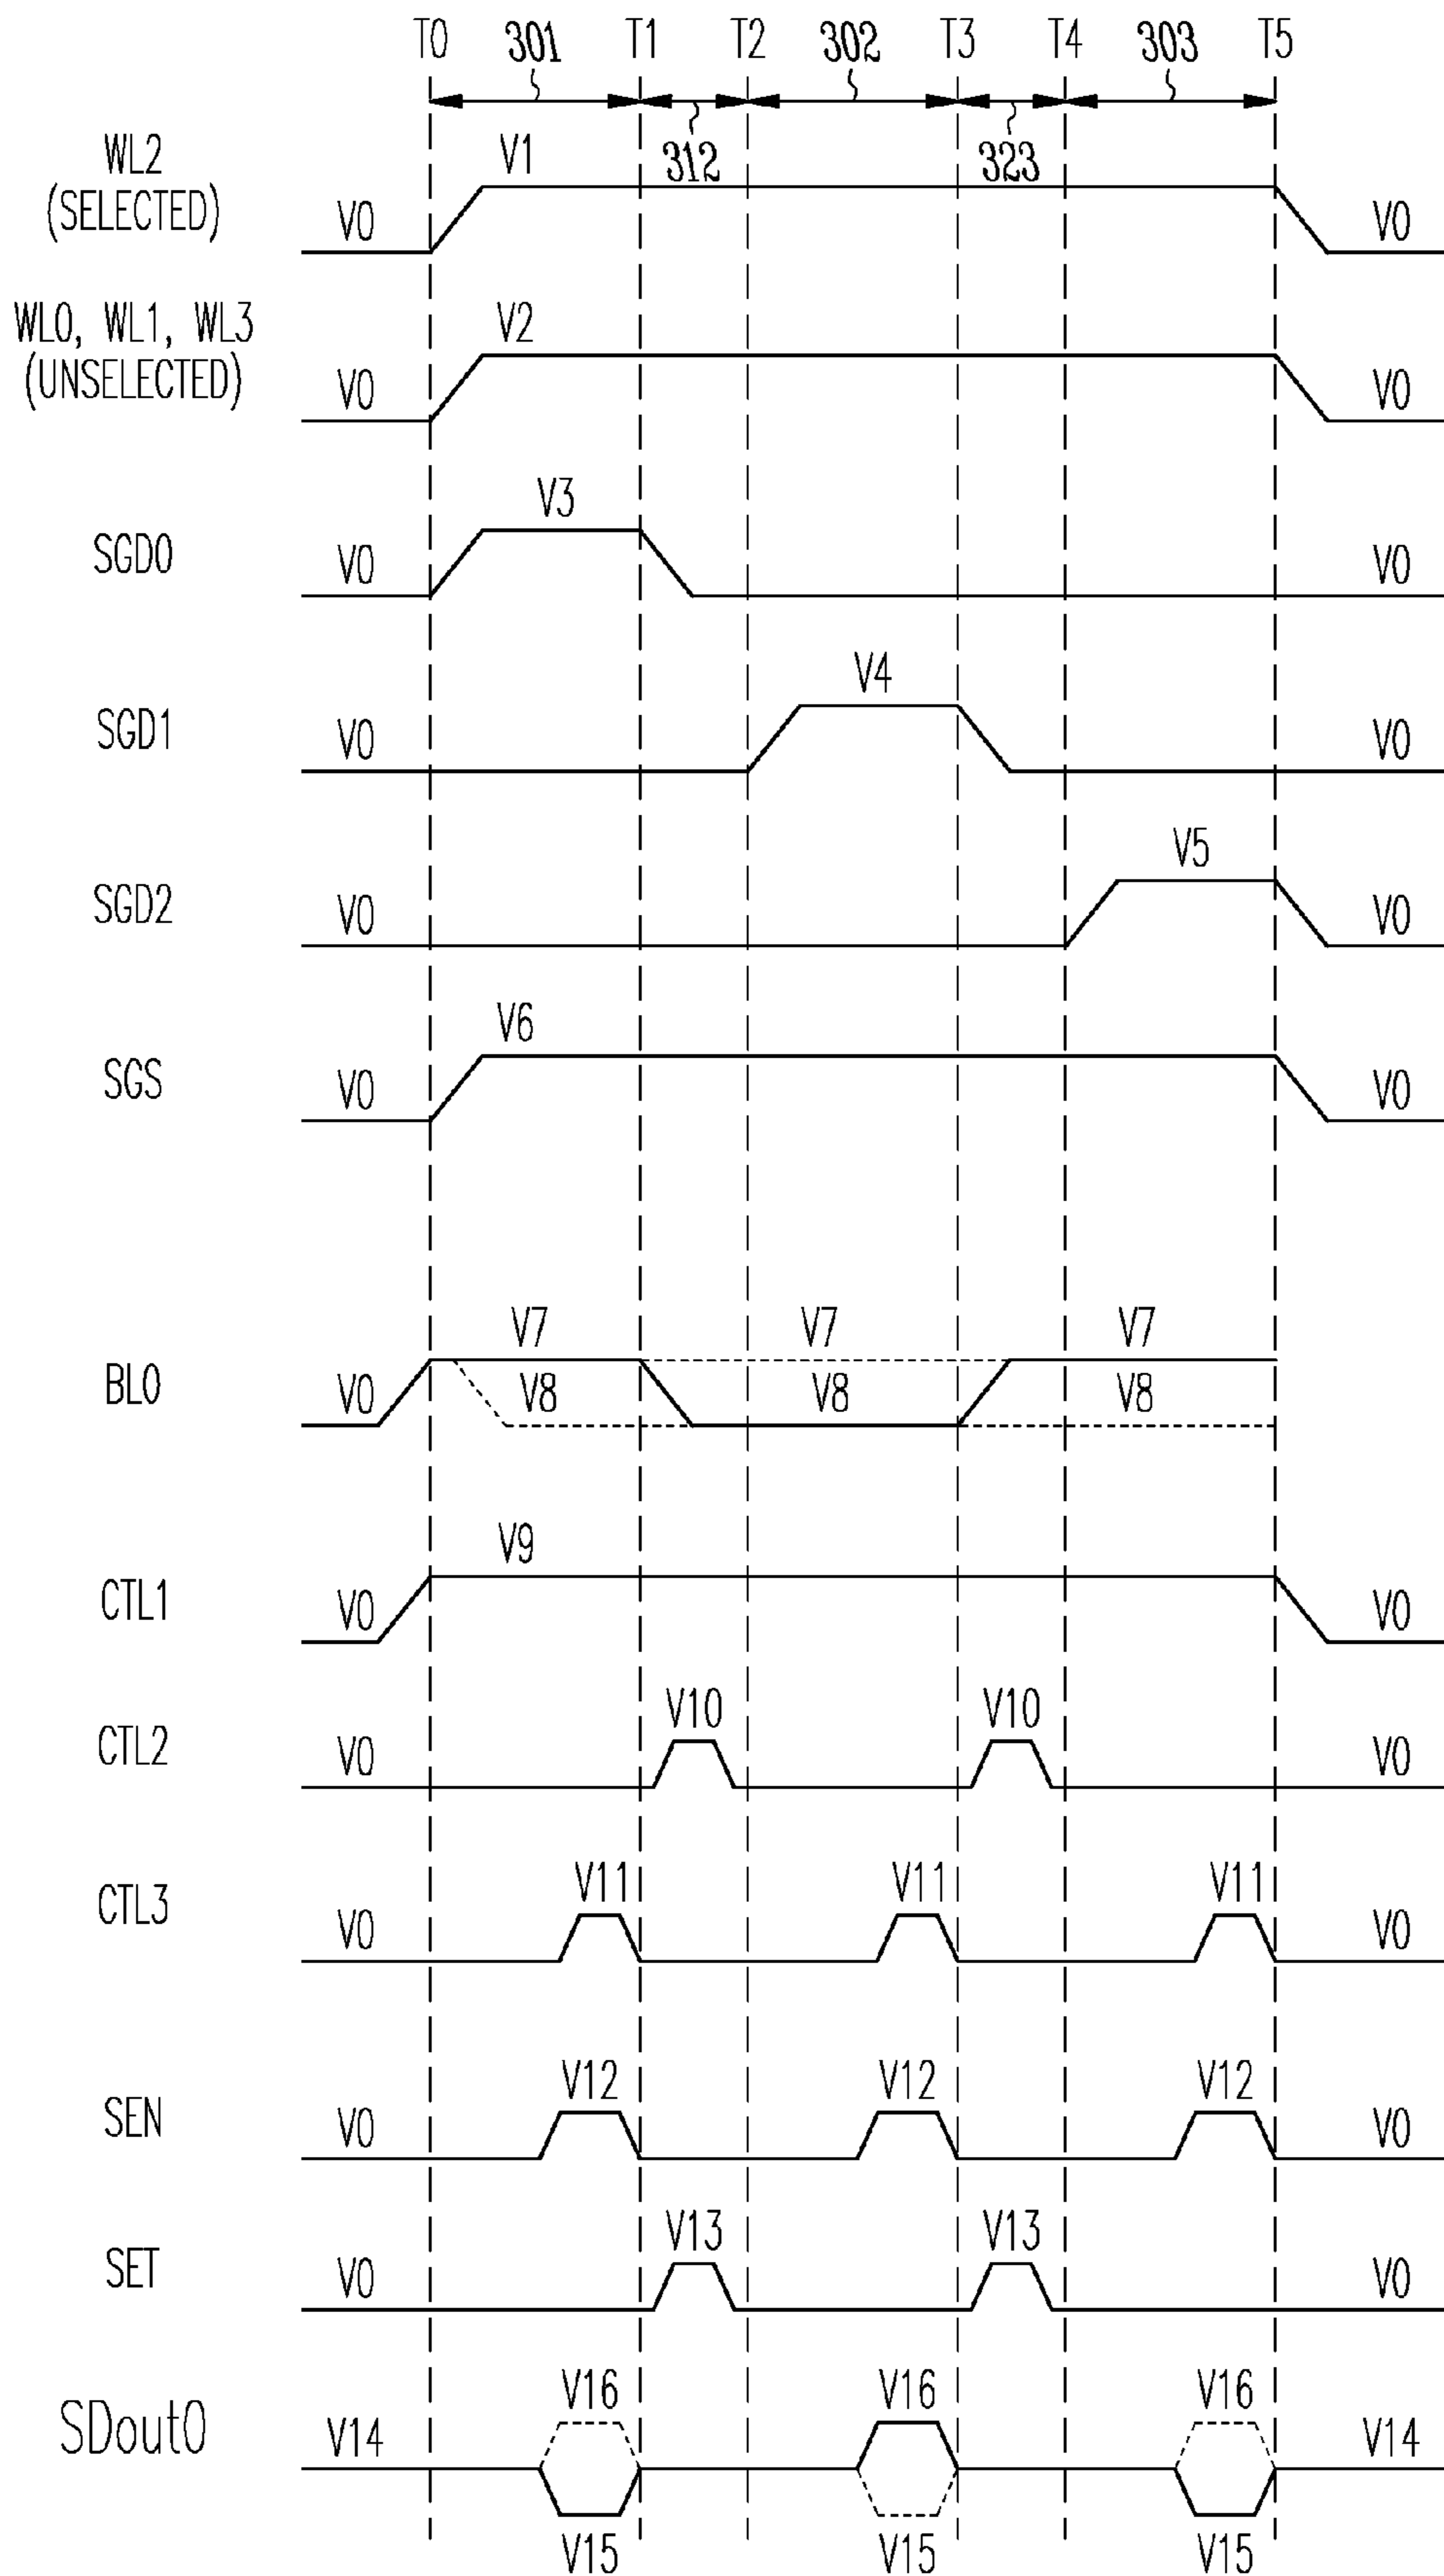 T0 301 T1 T2 302 T3 T4 303 T5
312 323
WL2
(SELECTED)
V0 V1 V0
WL0, WL1, WL3
(UNSELECTED)
V0 V2 V0
SGD0 V0 V3 V0
SGD1 V0 V4 V0
SGD2 V0 V5 V0
SGS V0 V6 V0
V7 V7 V7
BL0 V0 V8 V8 V8
CTL1 V0 V9 V0
CTL2 V0 V10 V10 V0
CTL3 V0 V11 V11 V11 V0
SEN V0 V12 V12 V12 V0
SET V0 V13 V13 V0
V16 V16 V16
SDout0 V14 V14
V15 V15 V15